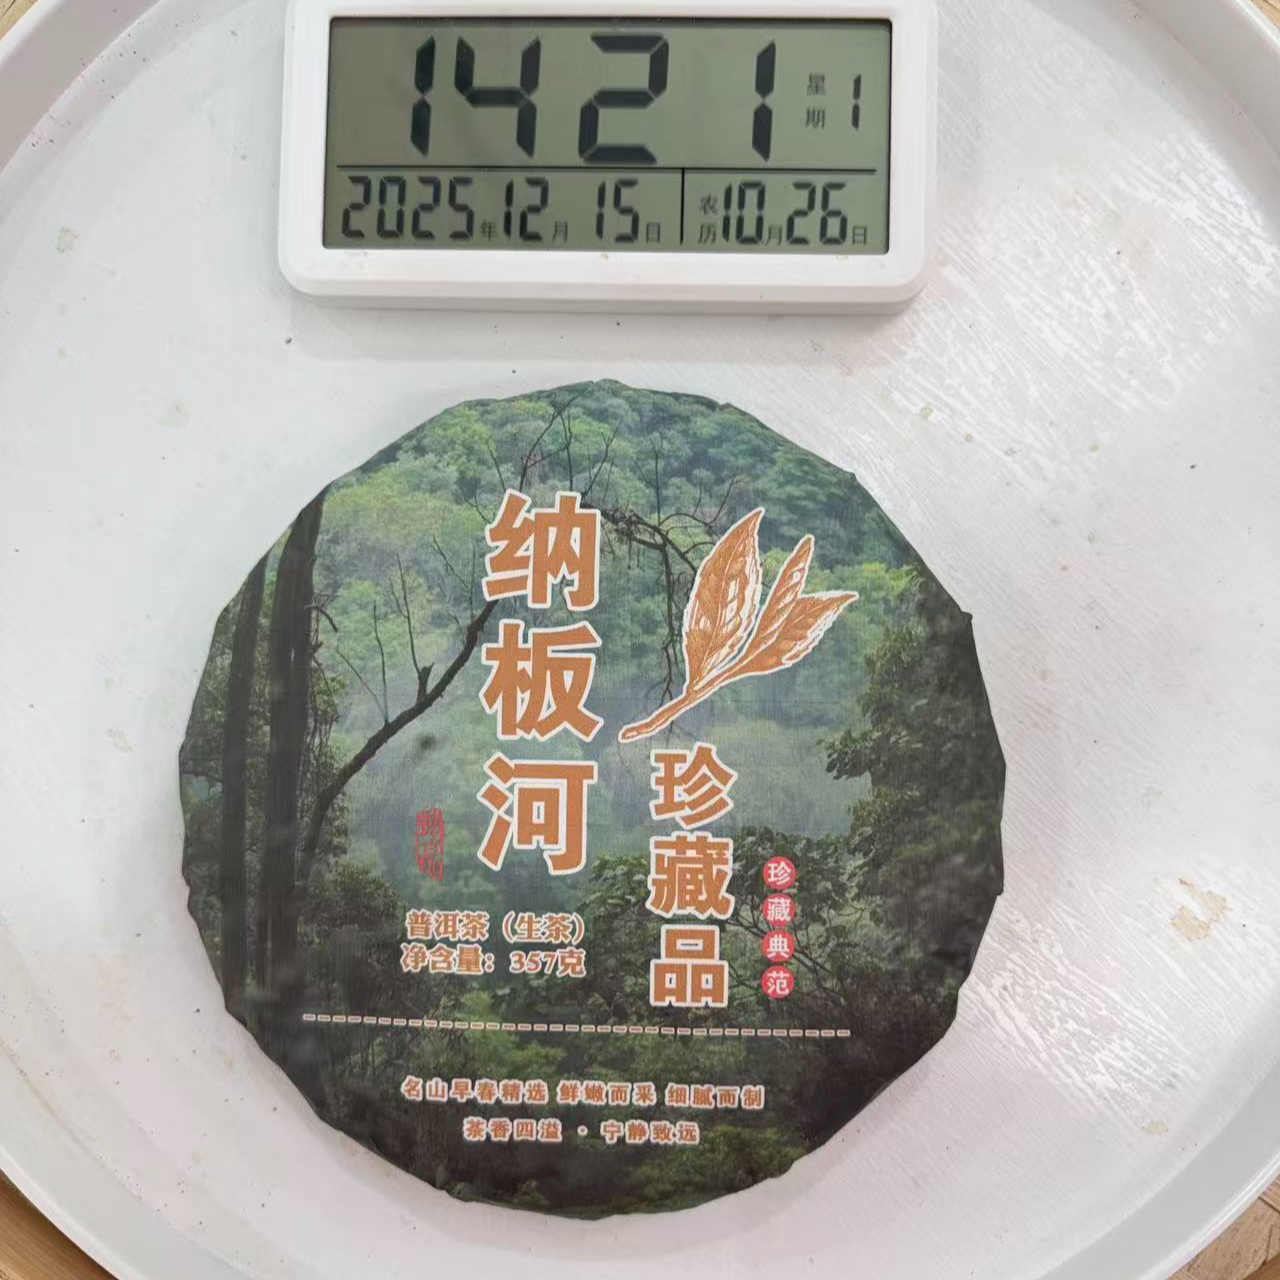 1421
星期1
2025年12月15日
农历10月26日
纳板河
珍藏品
珍藏典范
普洱茶（生茶）
净含量：357克
名山早春精选 鲜嫩而采 细腻而制
茶香四溢·宁静致远